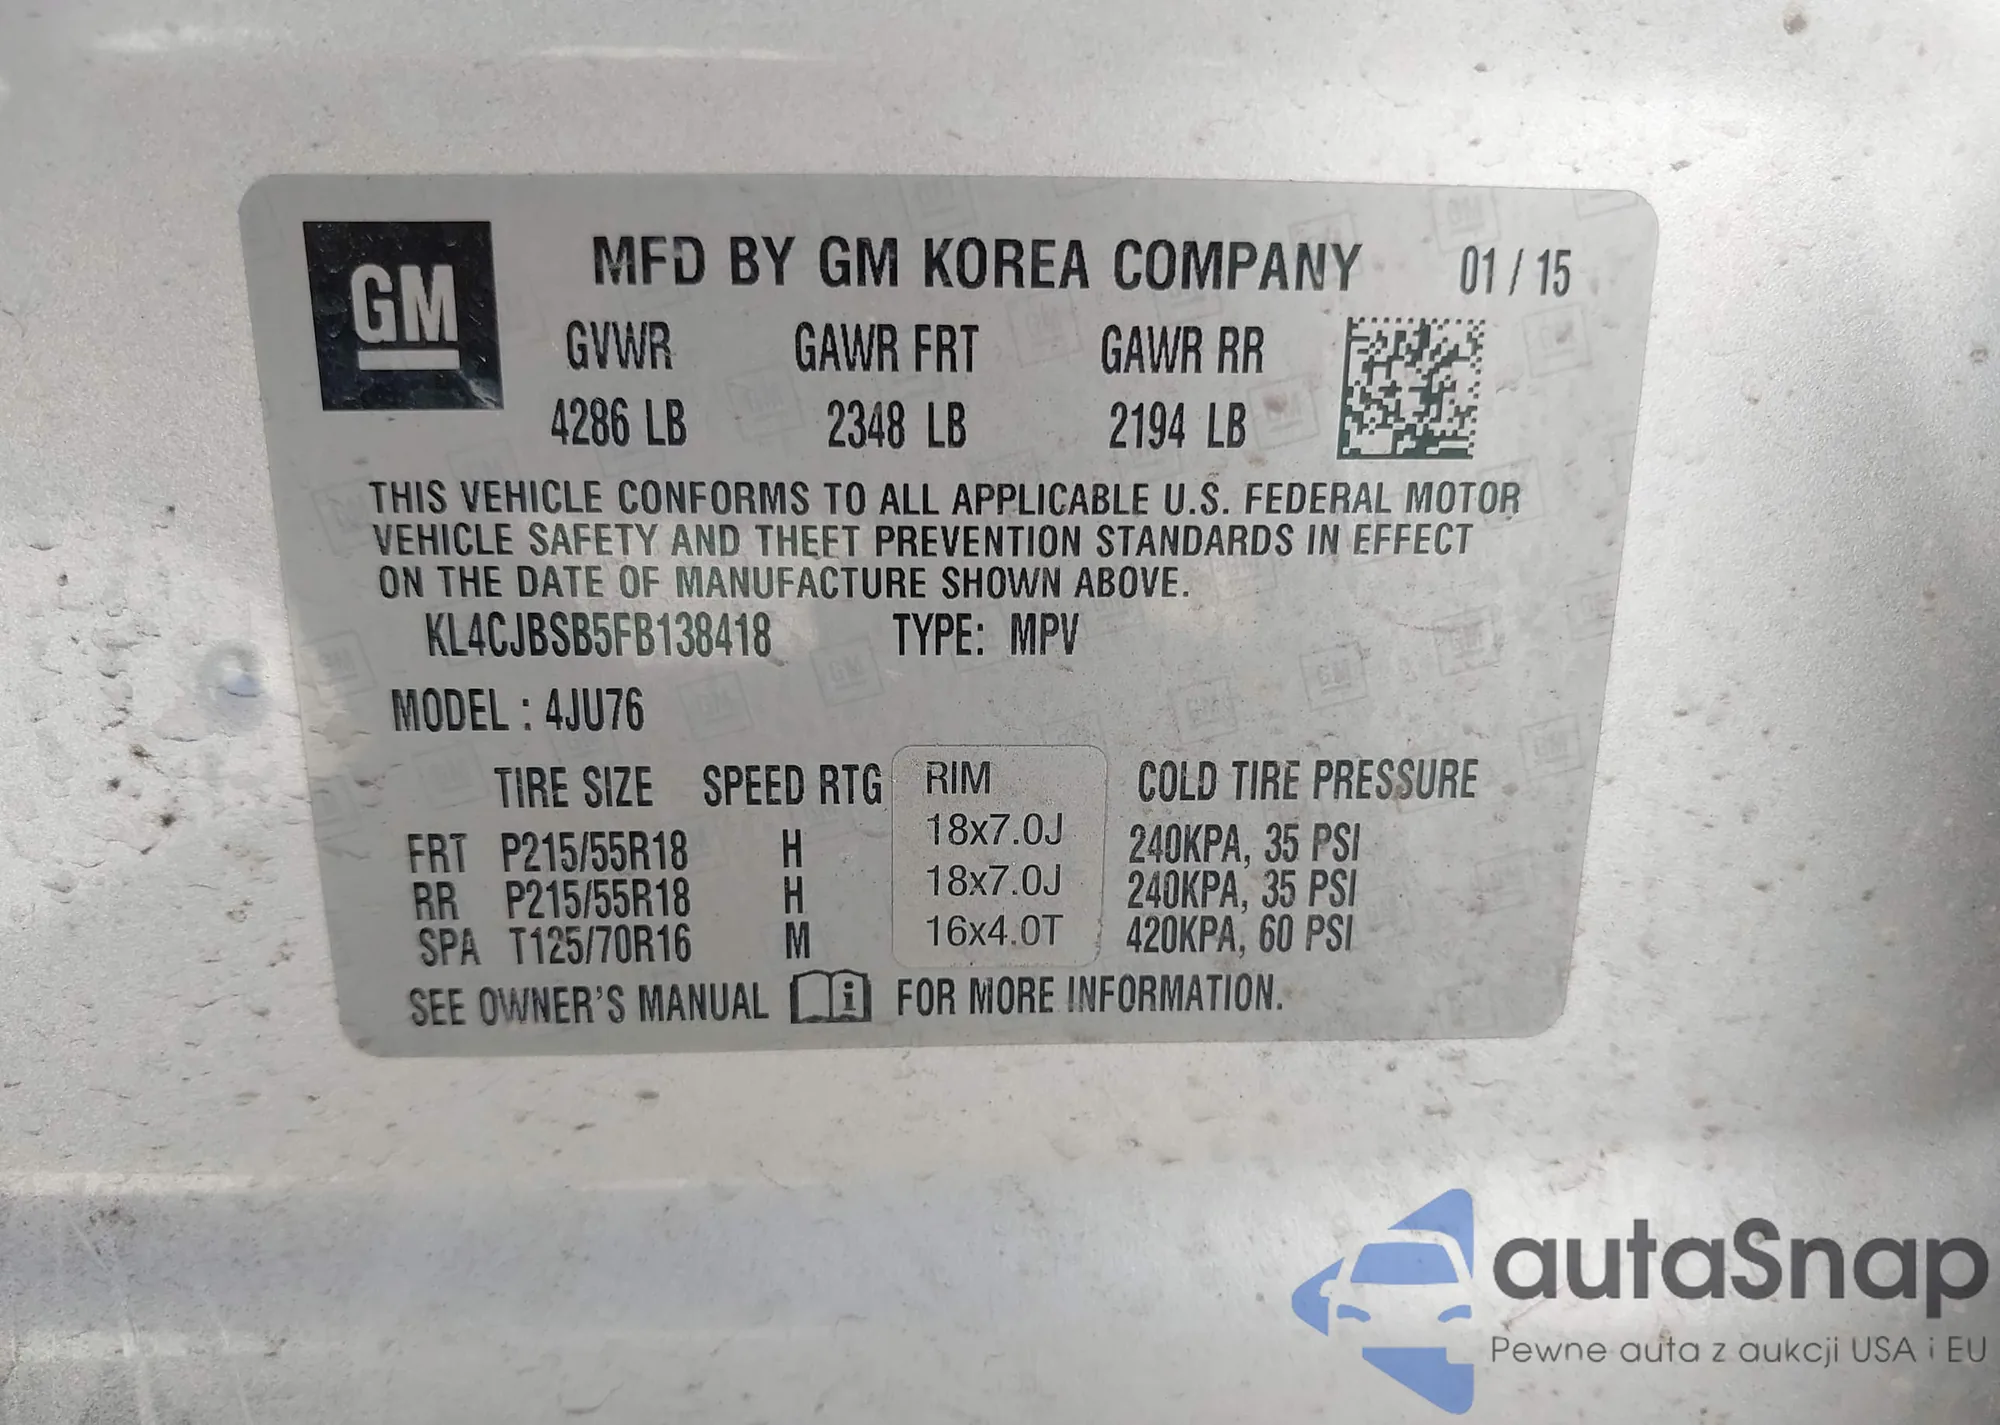 GM
MFD BY GM KOREA COMPANY 01 / 15
GVWR GAWR FRT GAWR RR
4286 LB 2348 LB 2194 LB
THIS VEHICLE CONFORMS TO ALL APPLICABLE U.S. FEDERAL MOTOR
VEHICLE SAFETY AND THEFT PREVENTION STANDARDS IN EFFECT
ON THE DATE OF MANUFACTURE SHOWN ABOVE.
KL4CJBSB5FB138418 TYPE: MPV
MODEL : 4JU76
TIRE SIZE SPEED RTG RIM COLD TIRE PRESSURE
FRT P215/55R18 H 18x7.0J 240KPA, 35 PSI
RR P215/55R18 H 18x7.0J 240KPA, 35 PSI
SPA T125/70R16 M 16x4.0T 420KPA, 60 PSI
SEE OWNER'S MANUAL i FOR MORE INFORMATION.
autaSnap
Pewne auta z aukcji USA i EU